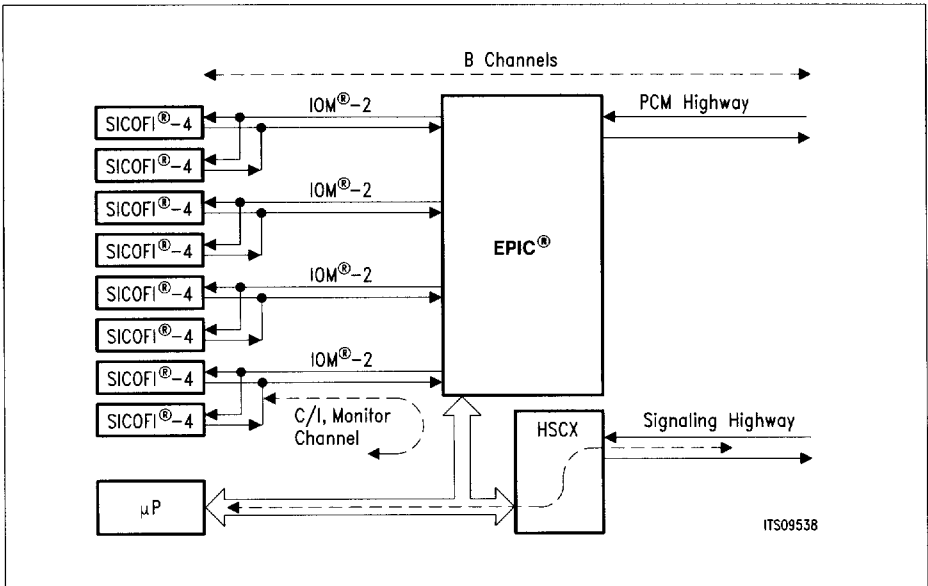 B Channels
IOM®-2
PCM Highway
SICOFI®-4
SICOFI®-4
IOM®-2
SICOFI®-4
SICOFI®-4
EPIC®
IOM®-2
SICOFI®-4
SICOFI®-4
IOM®-2
SICOFI®-4
SICOFI®-4
C/I, Monitor
Channel
HSCX
Signaling Highway
μP
ITS09538